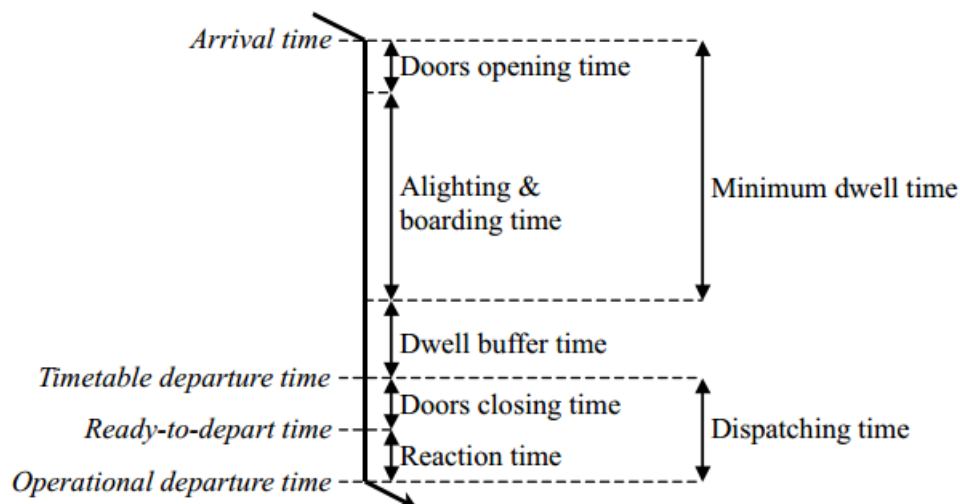 Arrival time
Doors opening time
Alighting &
boarding time
Minimum dwell time
Dwell buffer time
Timetable departure time
Doors closing time
Ready-to-depart time
Dispatching time
Reaction time
Operational departure time